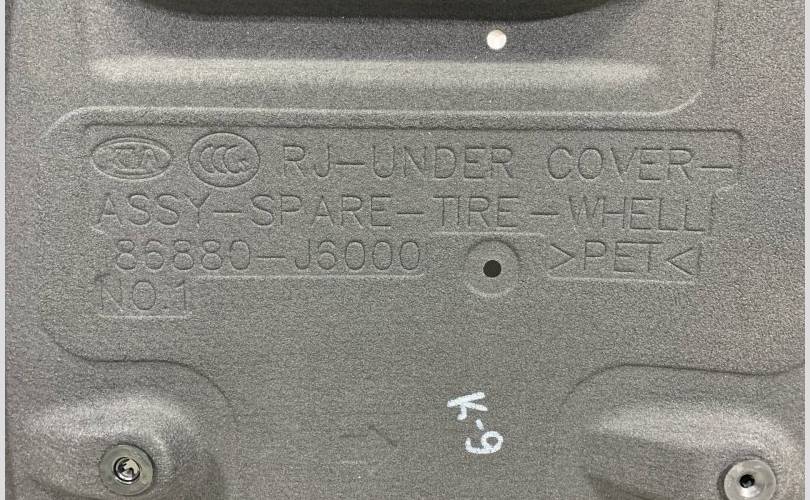 KIA CCC RJ-UNDER COVER-
ASSY-SPARE-TIRE-WHELL
86880-J6000 >PET<
NO.1
K-9